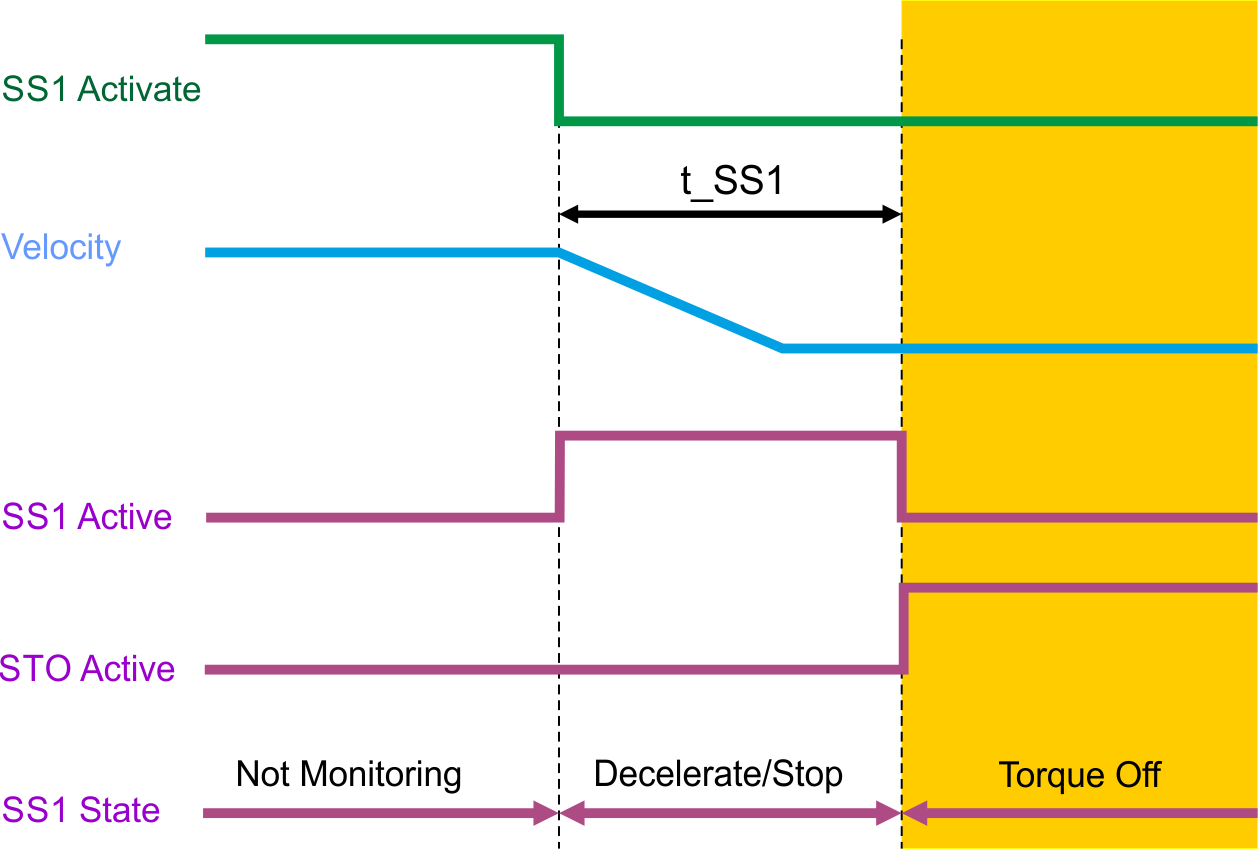 SS1 Activate
t_SS1
Velocity
SS1 Active
STO Active
Not Monitoring
Decelerate/Stop
Torque Off
SS1 State